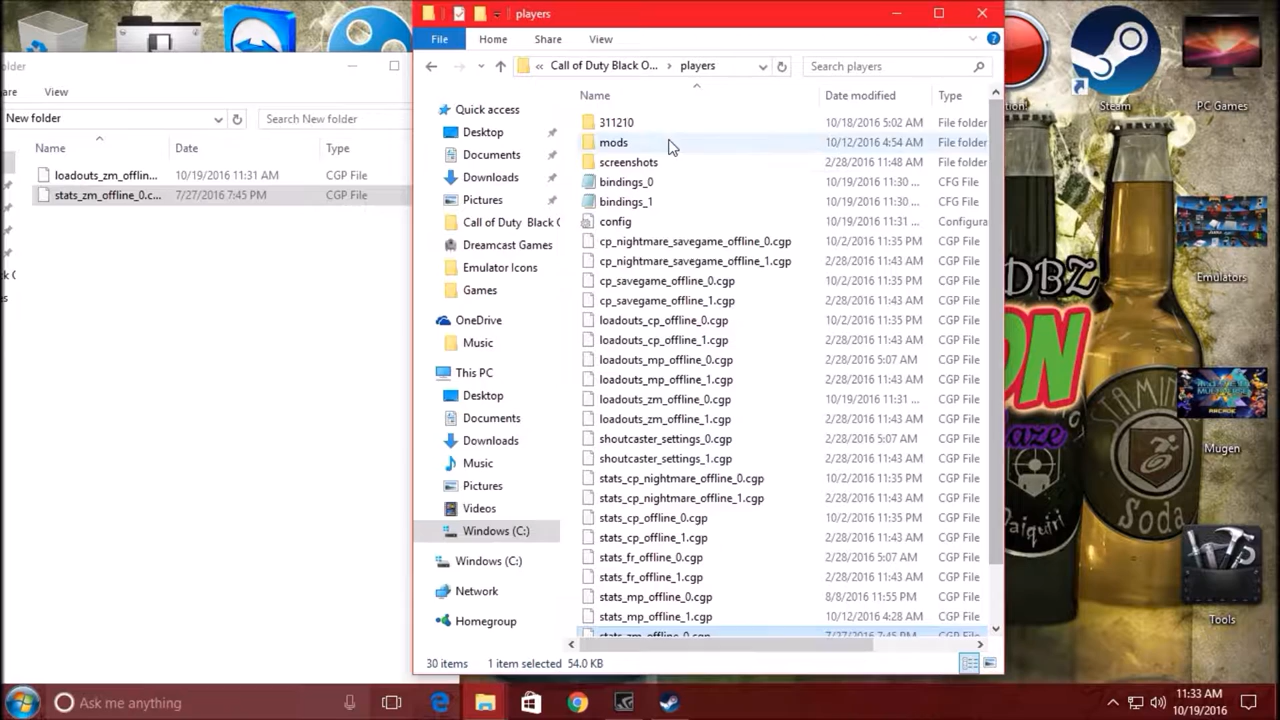 players
File
Home
Share
View
Call of Duty Black O... > players
Search players
Name
Date modified
Type
Quick access
Desktop
Documents
Downloads
Pictures
Call of Duty Black O
Dreamcast Games
Emulator Icons
Games
OneDrive
Music
This PC
Desktop
Documents
Downloads
Music
Pictures
Videos
Windows (C:)
Windows (C:)
Network
Homegroup
311210 10/18/2016 5:02 AM File folder
mods 10/12/2016 4:54 AM File folder
screenshots 2/28/2016 11:48 AM File folder
bindings_0 10/19/2016 11:30 ... CFG File
bindings_1 10/19/2016 11:30 ... CFG File
config 10/19/2016 11:31 ... Configura
cp_nightmare_savegame_offline_0.cgp 10/2/2016 11:35 PM CGP File
cp_nightmare_savegame_offline_1.cgp 2/28/2016 11:43 AM CGP File
cp_savegame_offline_0.cgp 10/2/2016 11:35 PM CGP File
cp_savegame_offline_1.cgp 2/28/2016 11:43 AM CGP File
loadouts_cp_offline_0.cgp 10/2/2016 11:35 PM CGP File
loadouts_cp_offline_1.cgp 2/28/2016 11:43 AM CGP File
loadouts_mp_offline_0.cgp 2/28/2016 5:07 AM CGP File
loadouts_mp_offline_1.cgp 2/28/2016 11:43 AM CGP File
loadouts_zm_offline_0.cgp 10/19/2016 11:31 ... CGP File
loadouts_zm_offline_1.cgp 2/28/2016 11:43 AM CGP File
shoutcaster_settings_0.cgp 2/28/2016 5:07 AM CGP File
shoutcaster_settings_1.cgp 2/28/2016 11:43 AM CGP File
stats_cp_nightmare_offline_0.cgp 10/2/2016 11:35 PM CGP File
stats_cp_nightmare_offline_1.cgp 2/28/2016 11:43 AM CGP File
stats_cp_offline_0.cgp 10/2/2016 11:35 PM CGP File
stats_cp_offline_1.cgp 2/28/2016 11:43 AM CGP File
stats_fr_offline_0.cgp 2/28/2016 5:07 AM CGP File
stats_fr_offline_1.cgp 2/28/2016 11:43 AM CGP File
stats_mp_offline_0.cgp 8/8/2016 11:55 PM CGP File
stats_mp_offline_1.cgp 10/12/2016 4:28 AM CGP File
stats_zm_offline_0.cgp 7/27/2016 7:45 PM CGP File
30 items 1 item selected 54.0 KB
older
are
View
New folder
Search New folder
Name
Date
Type
loadouts_zm_offlin... 10/19/2016 11:31 AM CGP File
stats_zm_offline_0.c... 7/27/2016 7:45 PM CGP File
Steam
PC Games
Emulators
Mugen
Tools
DBZ
ON
aze
Daiquiri
STAMIN
Soda
Ask me anything
11:33 AM
10/19/2016